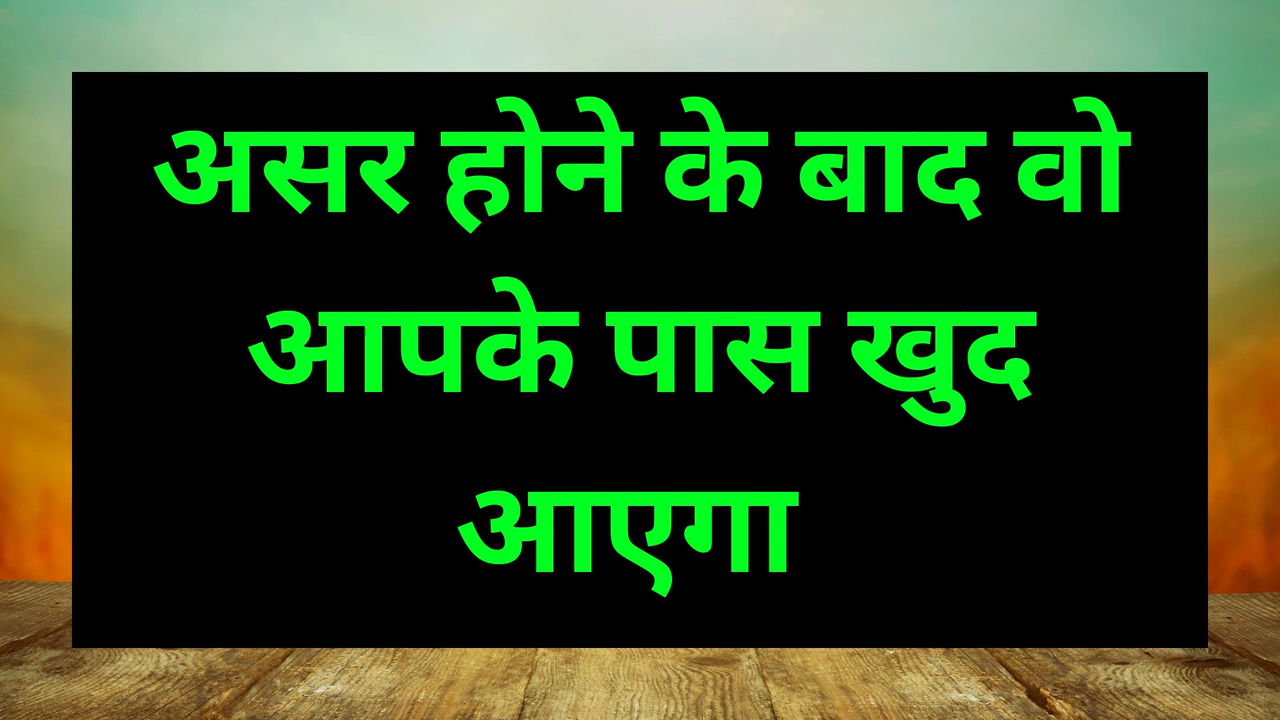 असर होने के बाद वो
आपके पास खुद
आएगा